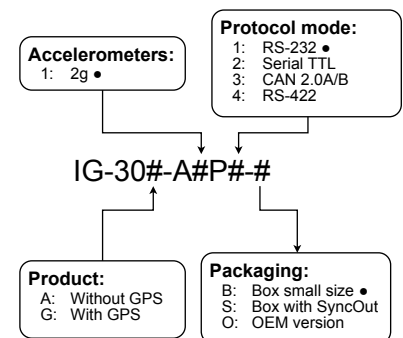 Protocol mode:
1: RS-232 ●
2: Serial TTL
3: CAN 2.0A/B
4: RS-422
Accelerometers:
1: 2g ●
IG-30#-A#P#-#
Product:
A: Without GPS
G: With GPS
Packaging:
B: Box small size ●
S: Box with SyncOut
O: OEM version